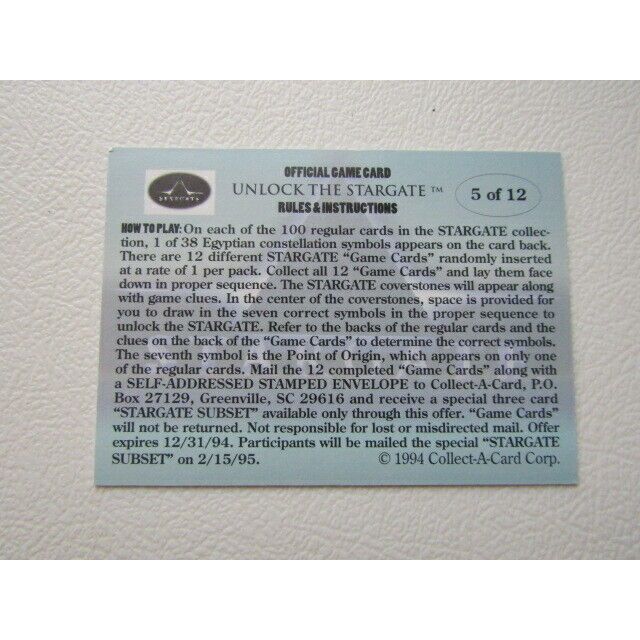 OFFICIAL GAME CARD
STARGATE
UNLOCK THE STARGATE™
5 of 12
RULES & INSTRUCTIONS
HOW TO PLAY: On each of the 100 regular cards in the STARGATE collec-
tion, 1 of 38 Egyptian constellation symbols appears on the card back.
There are 12 different STARGATE "Game Cards" randomly inserted
at a rate of 1 per pack. Collect all 12 "Game Cards" and lay them face
down in proper sequence. The STARGATE coverstones will appear along
with game clues. In the center of the coverstones, space is provided for
you to draw in the seven correct symbols in the proper sequence to
unlock the STARGATE. Refer to the backs of the regular cards and the
clues on the back of the "Game Cards" to determine the correct symbols.
The seventh symbol is the Point of Origin, which appears on only one
of the regular cards. Mail the 12 completed "Game Cards" along with
a SELF-ADDRESSED STAMPED ENVELOPE to Collect-A-Card, P.O.
Box 27129, Greenville, SC 29616 and receive a special three card
"STARGATE SUBSET" available only through this offer. "Game Cards"
will not be returned. Not responsible for lost or misdirected mail. Offer
expires 12/31/94. Participants will be mailed the special "STARGATE
SUBSET" on 2/15/95.
© 1994 Collect-A-Card Corp.